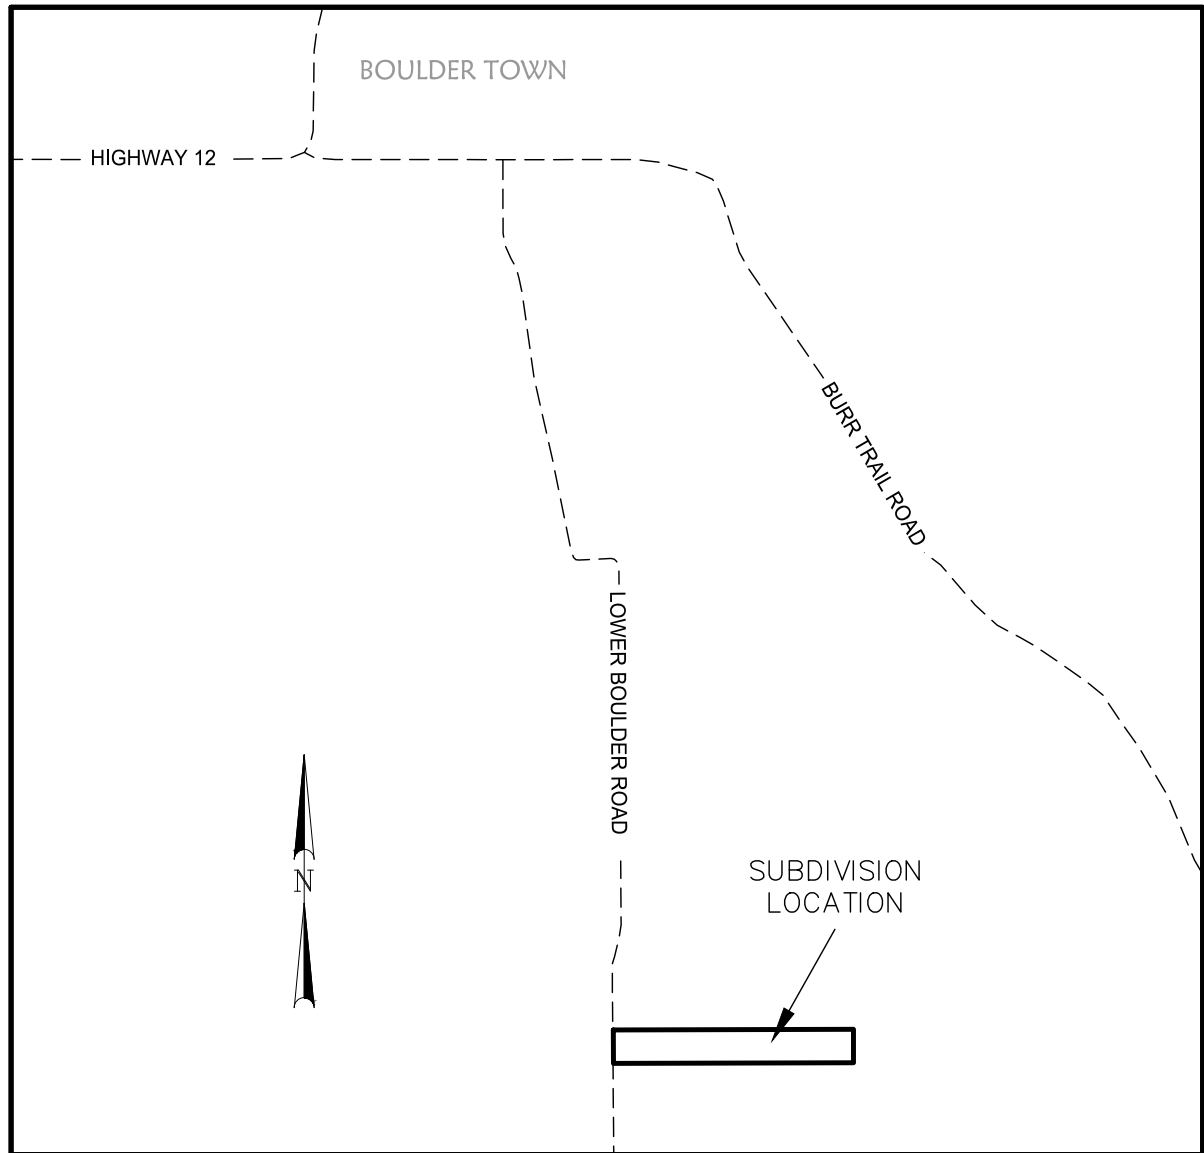 BOULDER TOWN
HIGHWAY 12
BURR TRAIL ROAD
LOWER BOULDER ROAD
SUBDIVISION
LOCATION
N